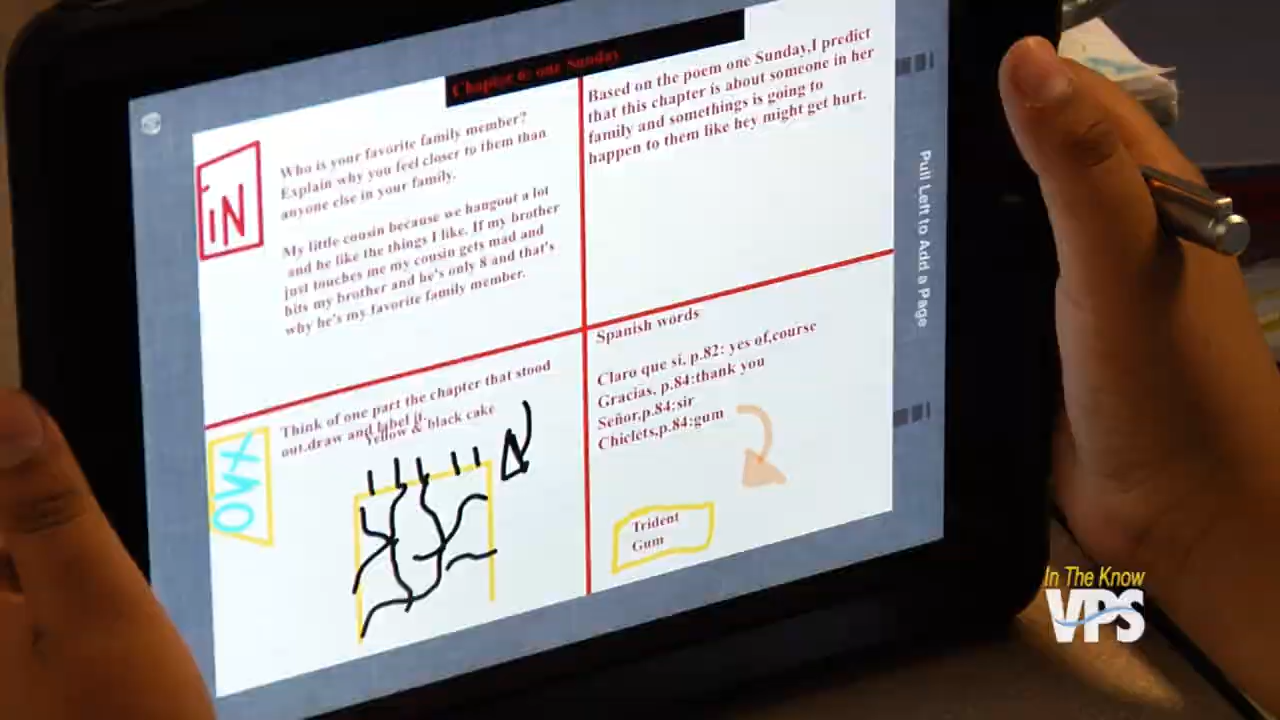 Chapter 6: one Sunday
IN
Who is your favorite family member?
Explain why you feel closer to them than
anyone else in your family.
My little cousin because we hangout a lot
and he like the things I like. If my brother
just touches me my cousin gets mad and
hits my brother and he's only 8 and that's
why he's my favorite family member.
Based on the poem one Sunday,I predict
that this chapter is about someone in her
family and somethings is going to
happen to them like hey might get hurt.
Think of one part the chapter that stood
out.draw and label it.
Yellow & black cake
Spanish words
Claro que si, p.82: yes of,course
Gracias, p.84:thank you
Señor,p.84:sir
Chiclets,p.84:gum
Trident
Gum
Pull Left to Add a Page
In The Know
VPS